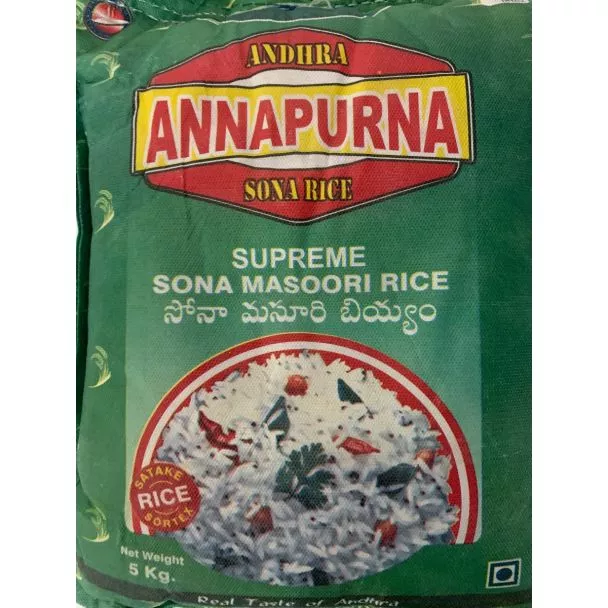 ANDHRA
ANNAPURNA
SONA RICE
SUPREME
SONA MASOORI RICE
సోనా మసూరి బియ్యం
SATAKE
RICE
SORTEX
Net Weight
5 Kg.
Real Taste of Andhra